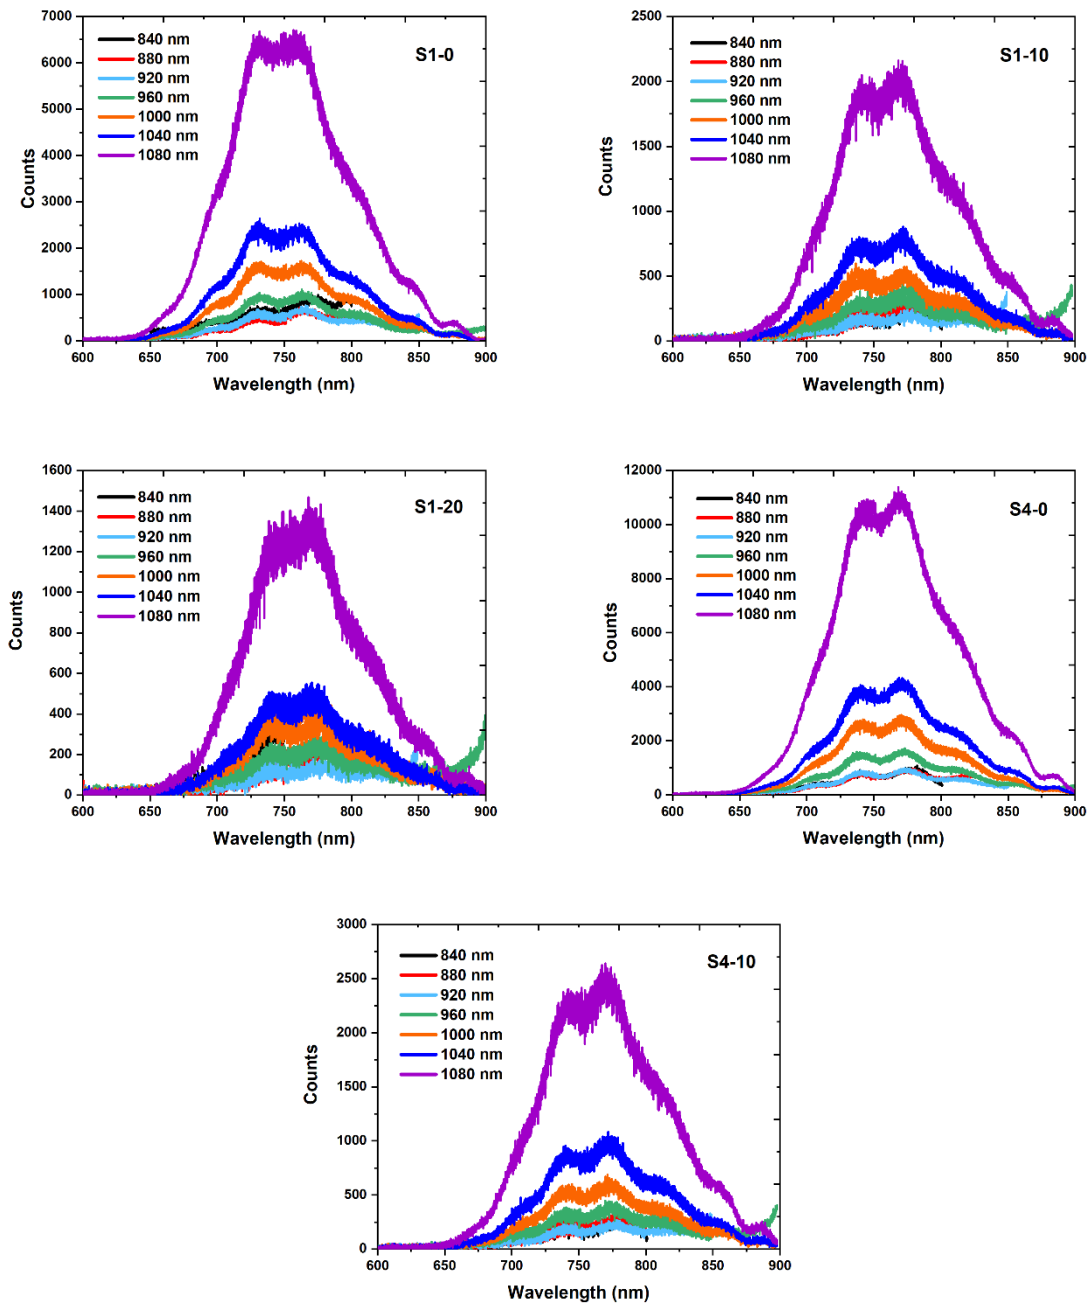 7000
6000
5000
4000
3000
2000
1000
0
Counts
840 nm
880 nm
920 nm
960 nm
1000 nm
1040 nm
1080 nm
S1-0
600 650 700 750 800 850 900
Wavelength (nm)
2500
2000
1500
1000
500
0
Counts
840 nm
880 nm
920 nm
960 nm
1000 nm
1040 nm
1080 nm
S1-10
600 650 700 750 800 850 900
Wavelength (nm)
1600
1400
1200
1000
800
600
400
200
0
Counts
840 nm
880 nm
920 nm
960 nm
1000 nm
1040 nm
1080 nm
S1-20
600 650 700 750 800 850 900
Wavelength (nm)
12000
10000
8000
6000
4000
2000
0
Counts
840 nm
880 nm
920 nm
960 nm
1000 nm
1040 nm
1080 nm
S4-0
600 650 700 750 800 850 900
Wavelength (nm)
3000
2500
2000
1500
1000
500
0
Counts
840 nm
880 nm
920 nm
960 nm
1000 nm
1040 nm
1080 nm
S4-10
600 650 700 750 800 850 900
Wavelength (nm)